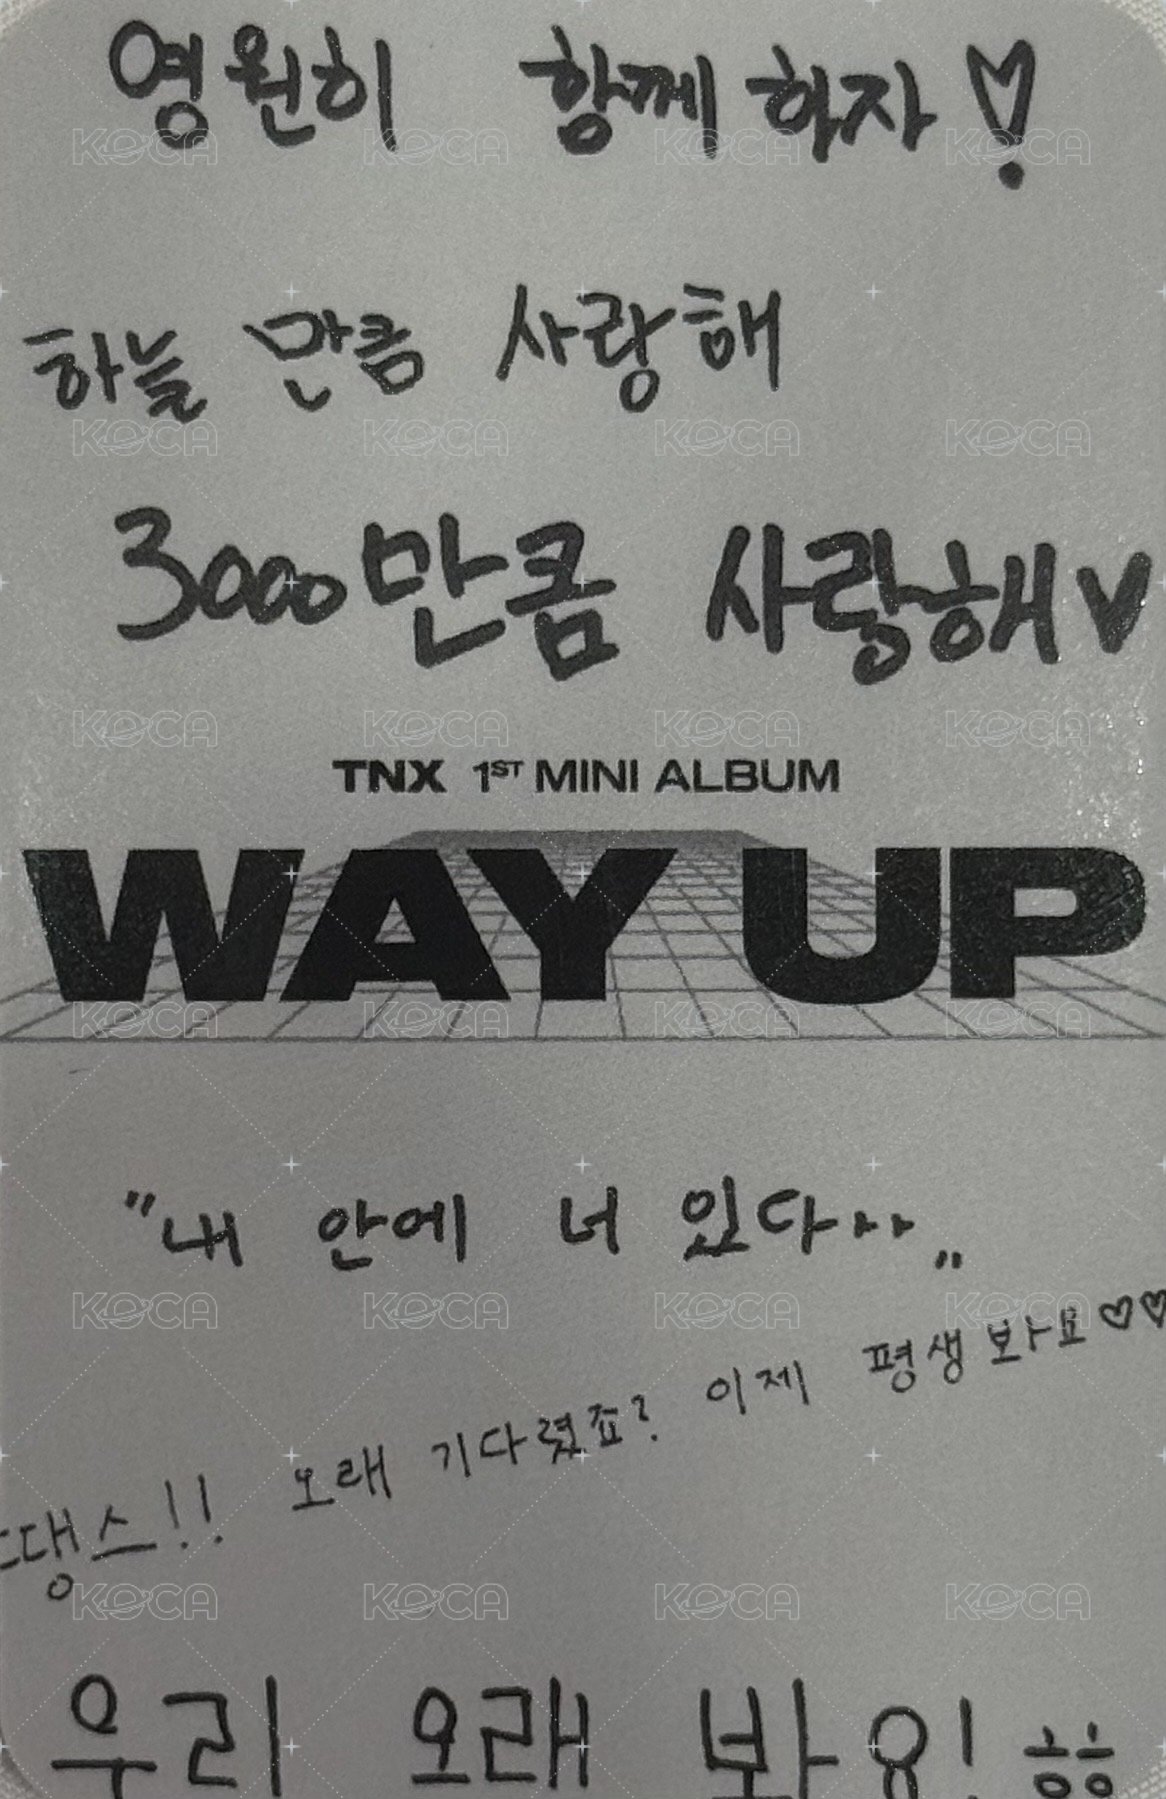 영원히 함께하자♡
하늘 만큼 사랑해
3000만큼 사랑해♥
TNX 1ST MINI ALBUM
WAY UP
"내 안에 너 있다.."
땡스!! 오래 기다렸죠? 이제 평생 봐요♡♡
우리 오래 봐요! ㅎㅎ